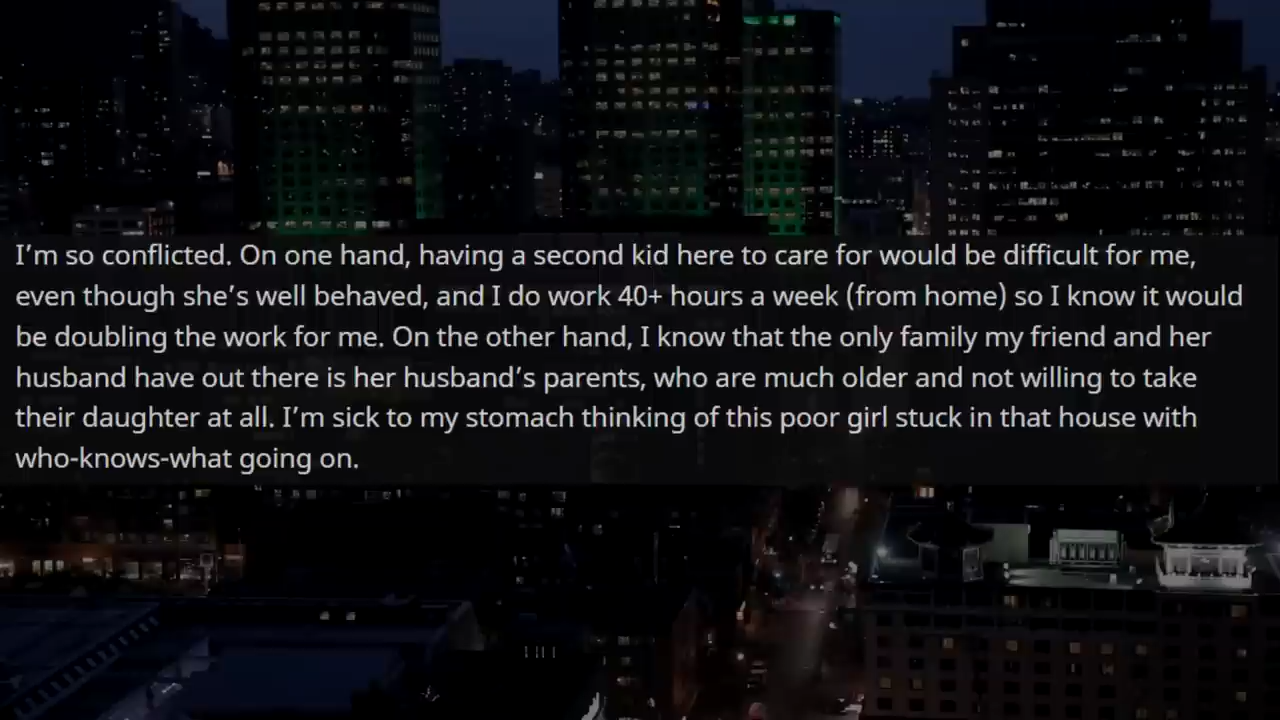 I’m so conflicted. On one hand, having a second kid here to care for would be difficult for me,
even though she’s well behaved, and I do work 40+ hours a week (from home) so I know it would
be doubling the work for me. On the other hand, I know that the only family my friend and her
husband have out there is her husband’s parents, who are much older and not willing to take
their daughter at all. I’m sick to my stomach thinking of this poor girl stuck in that house with
who-knows-what going on.